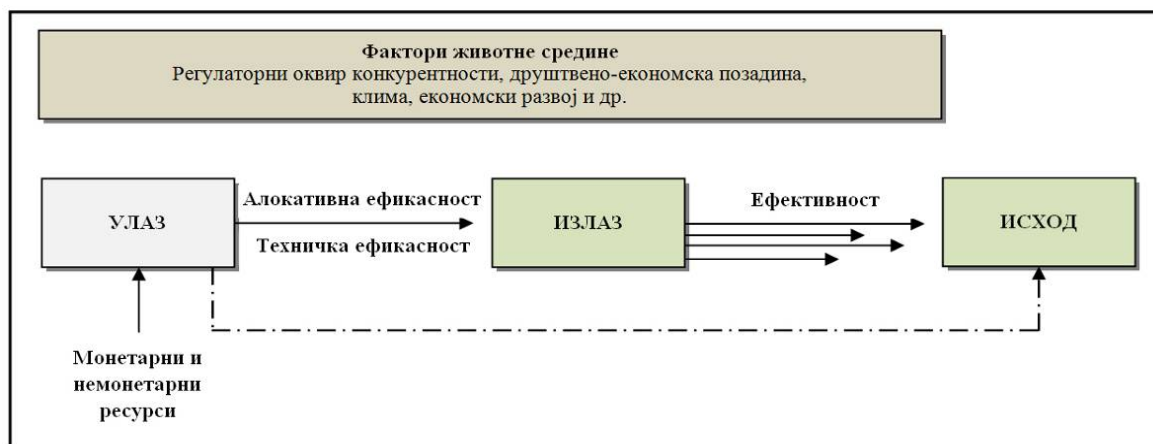 Фактори животне средине
Регулаторни оквир конкурентности, друштвено-економска позадина,
клима, економски развој и др.
УЛАЗ
Алокативна ефикасност
Техничка ефикасност
ИЗЛАЗ
Ефективност
ИСХОД
Монетарни и
немонетарни
ресурси